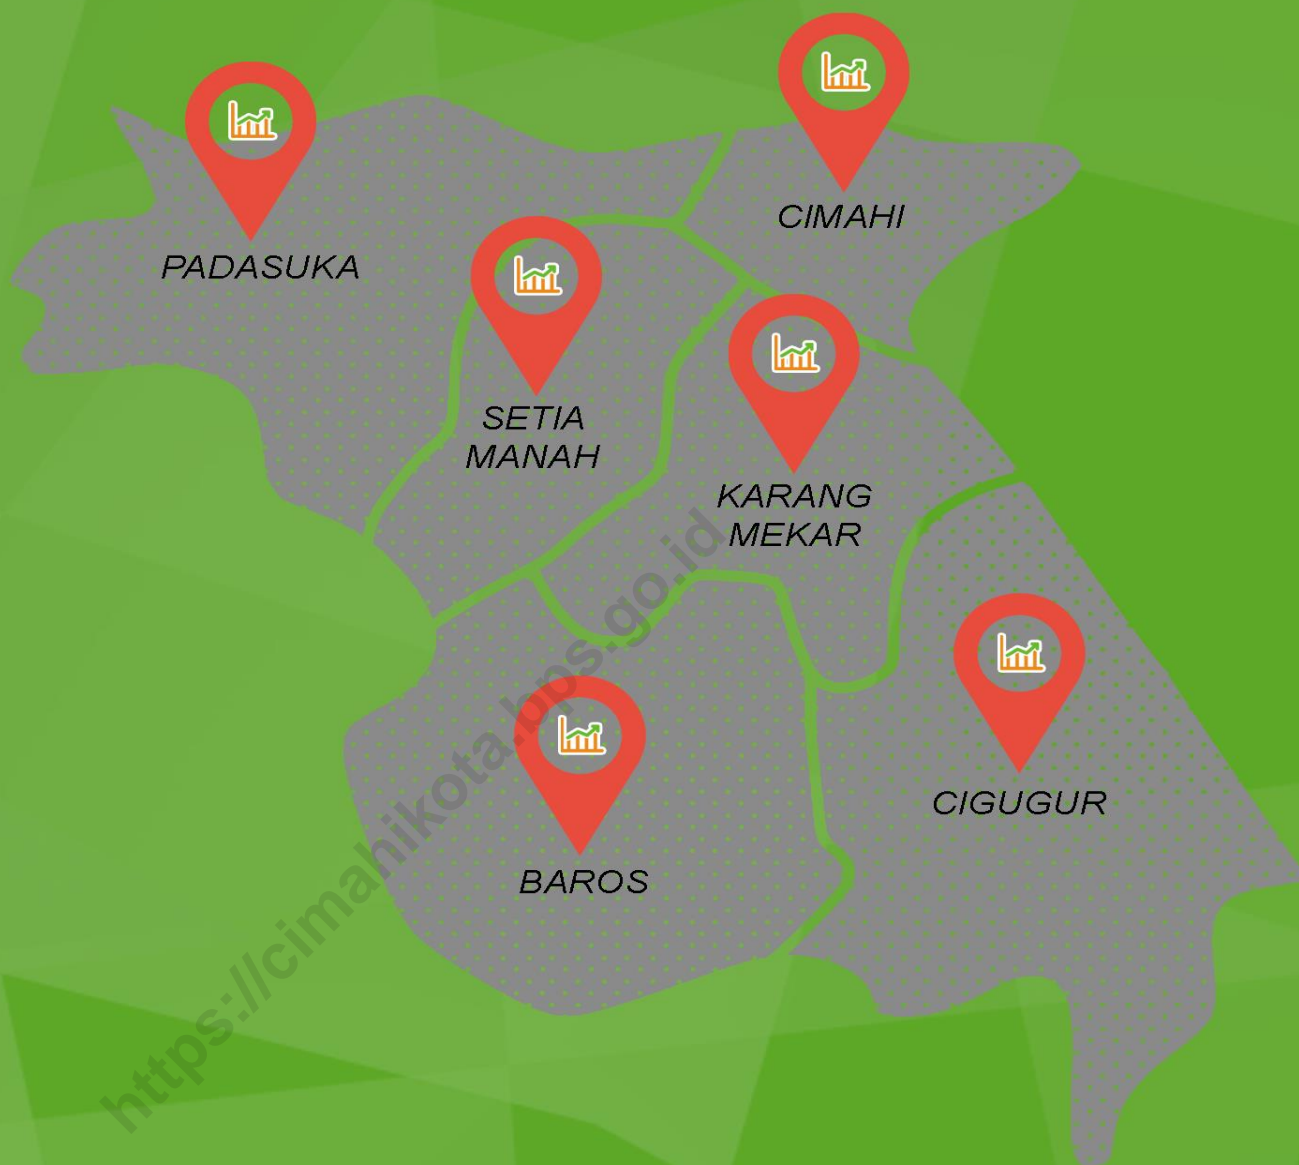 CIMAHI
PADASUKA
SETIA
MANAH
KARANG
MEKAR
CIGUGUR
BAROS
https://cimahikota.bps.go.id